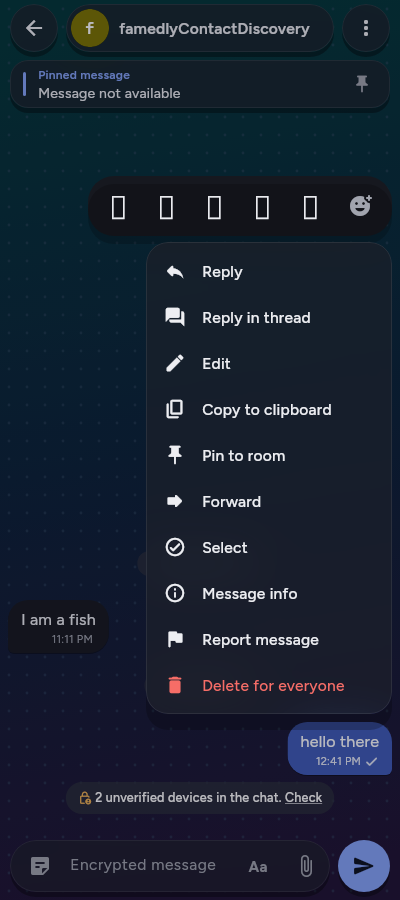 f
famedlyContactDiscovery
Pinned message
Message not available
Reply
Reply in thread
Edit
Copy to clipboard
Pin to room
Forward
Select
Message info
Report message
Delete for everyone
I am a fish
11:11 PM
hello there
12:41 PM
2 unverified devices in the chat. Check
Encrypted message
Aa